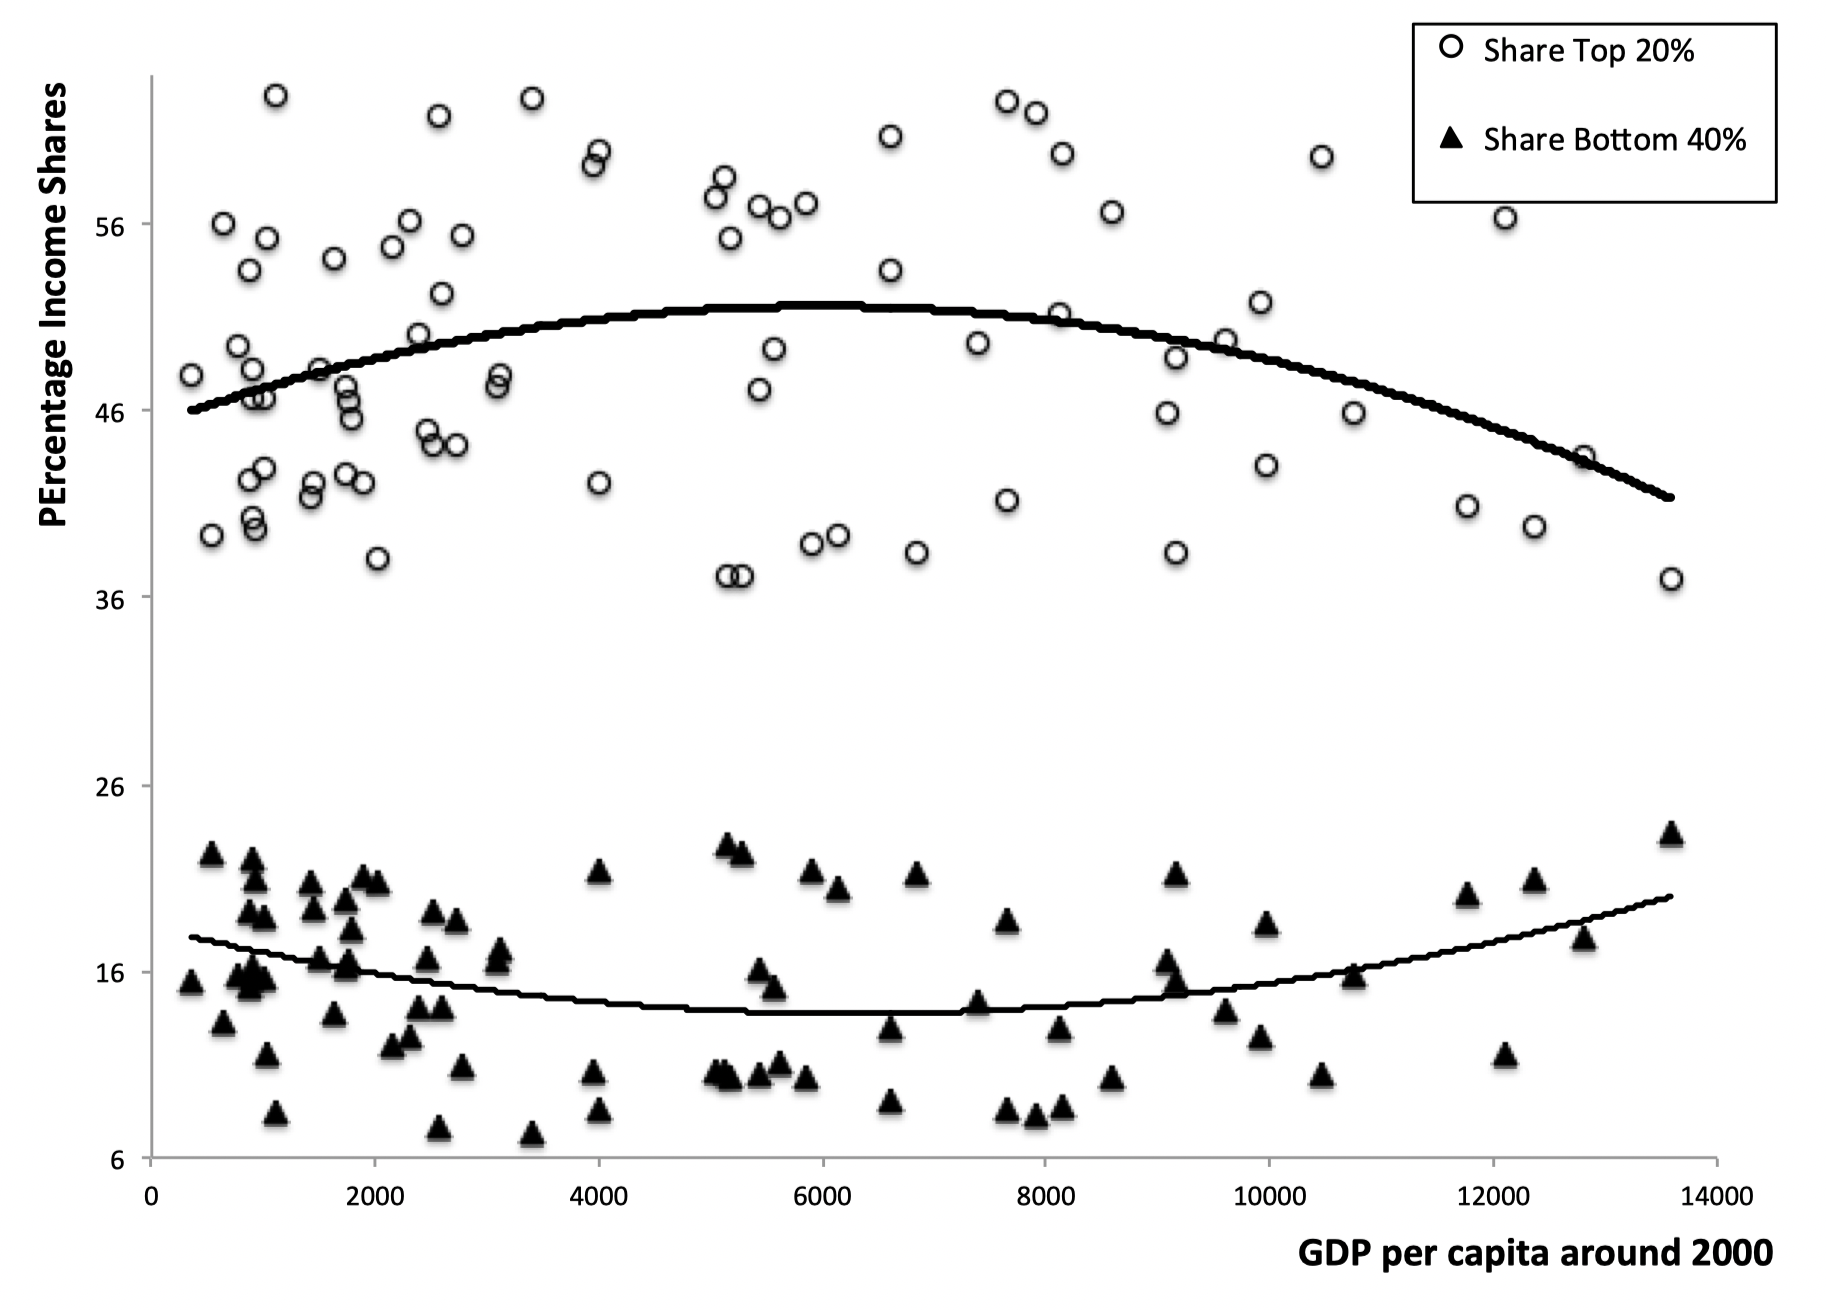 Share Top 20%
Share Bottom 40%
PErcentage Income Shares
56
46
36
26
16
6
0 2000 4000 6000 8000 10000 12000 14000
GDP per capita around 2000